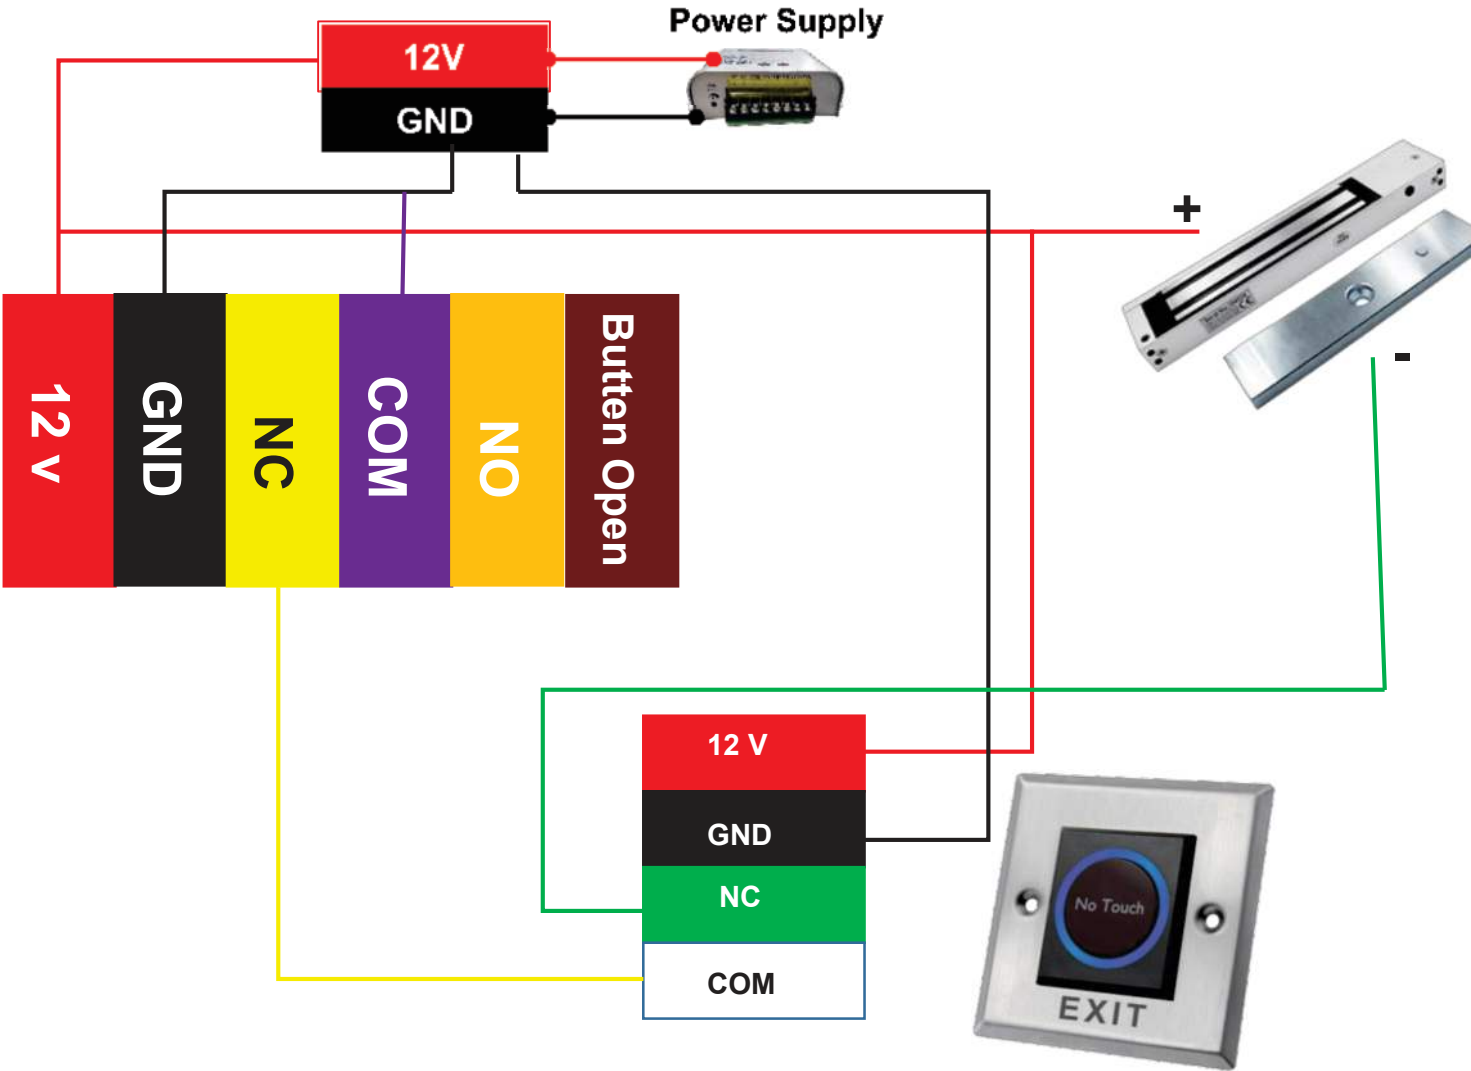 Power Supply
12V
GND
+
-
12 v
GND
NC
COM
NO
Butten Open
12 V
GND
NC
COM
No Touch
EXIT